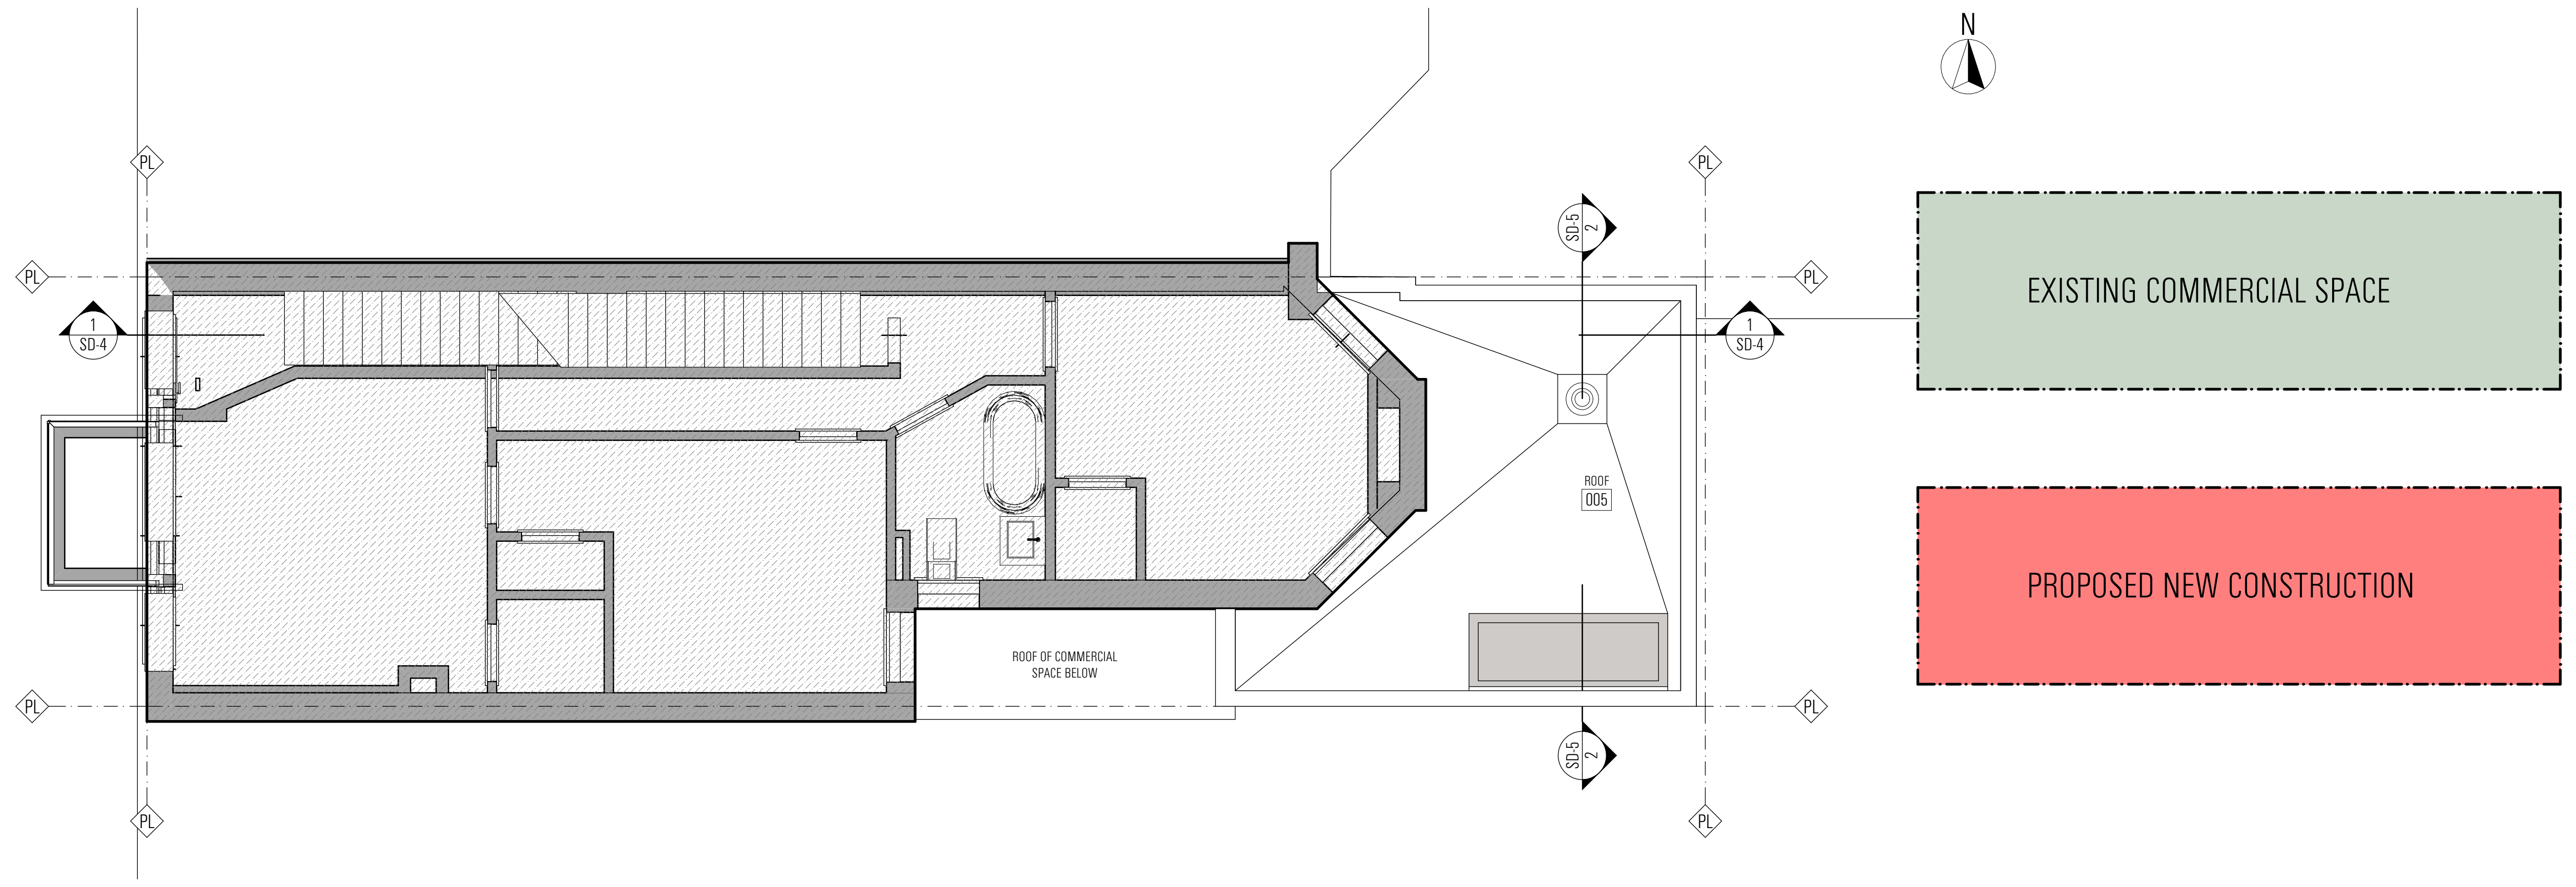 N
PL
PL
SD-5
2
PL
PL
EXISTING COMMERCIAL SPACE
1
SD-4
1
SD-4
ROOF
005
PROPOSED NEW CONSTRUCTION
ROOF OF COMMERCIAL
SPACE BELOW
PL
PL
SD-5
2
PL
PL